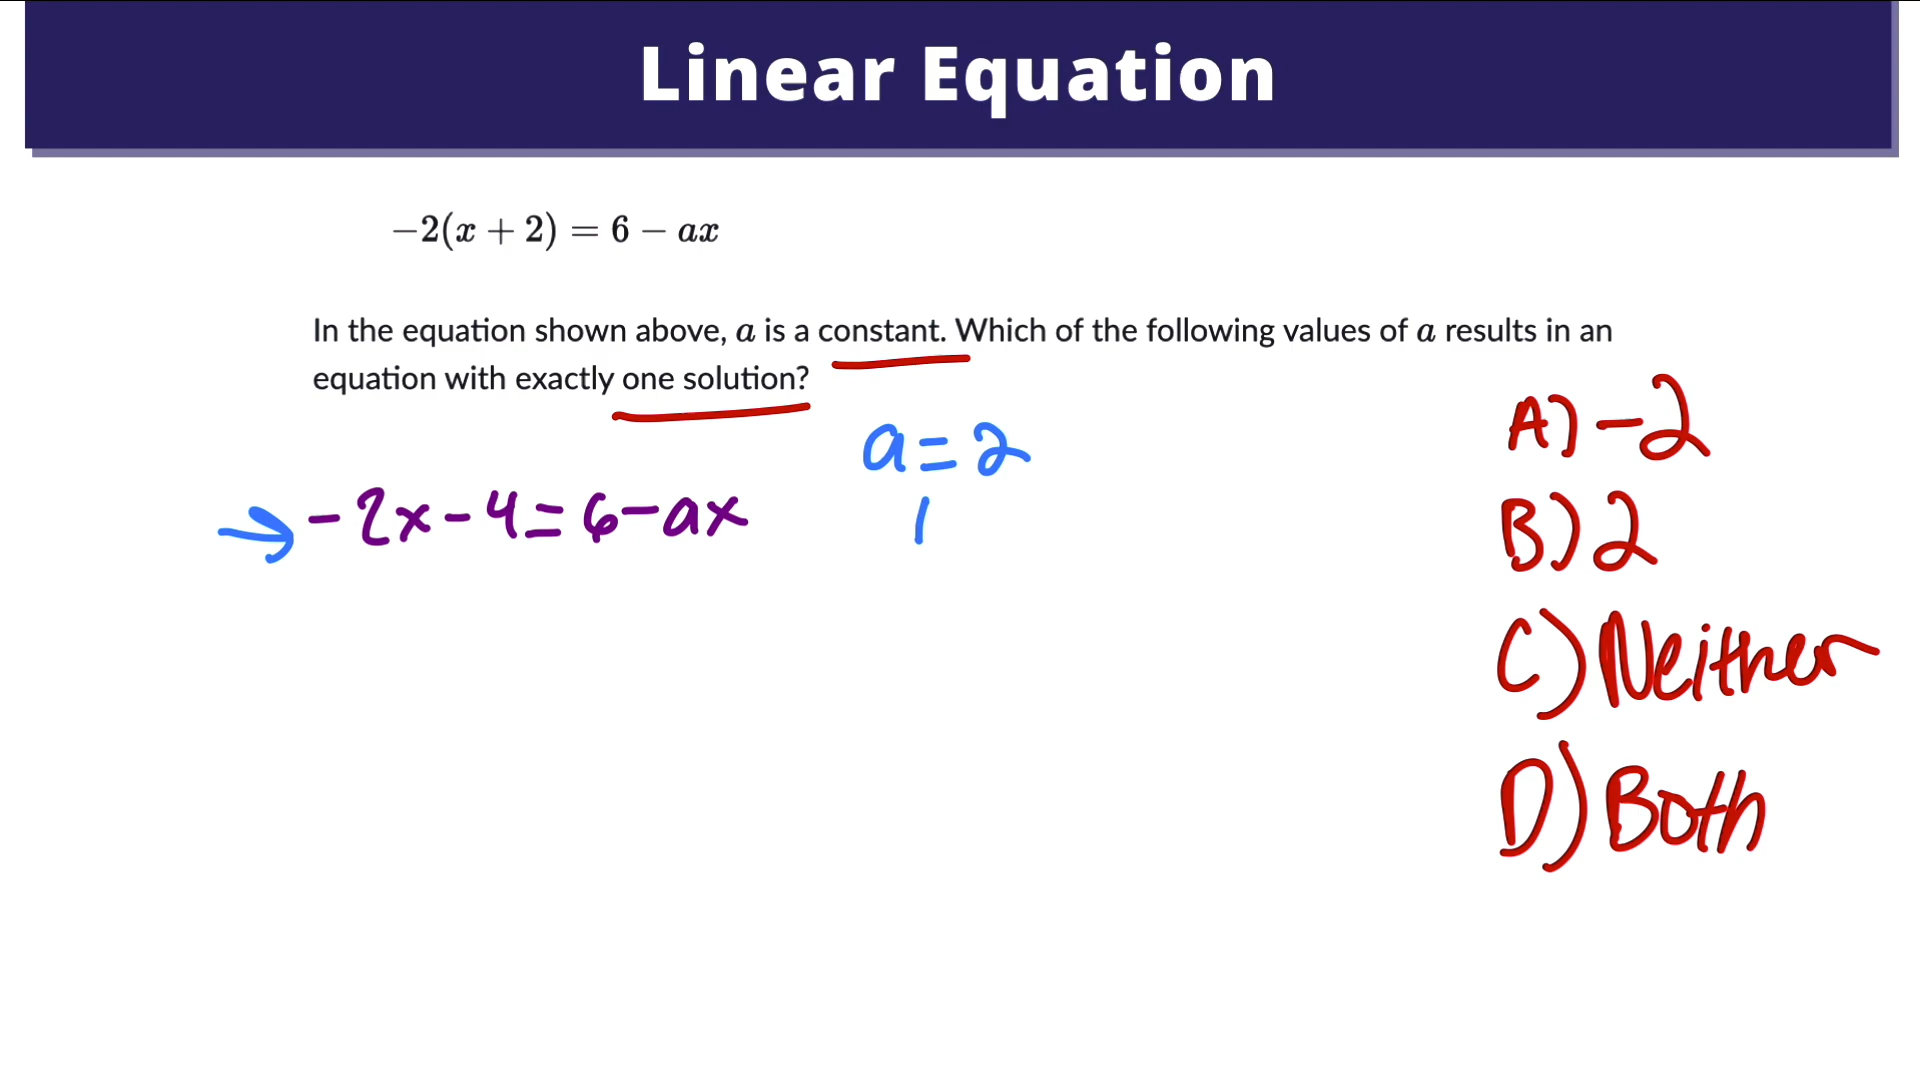 Linear Equation
−2(x + 2) = 6 − ax
In the equation shown above, a is a constant. Which of the following values of a results in an
equation with exactly one solution?
a = 2
-2x - 4 = 6 - ax
A) -2
B) 2
C) Neither
D) Both